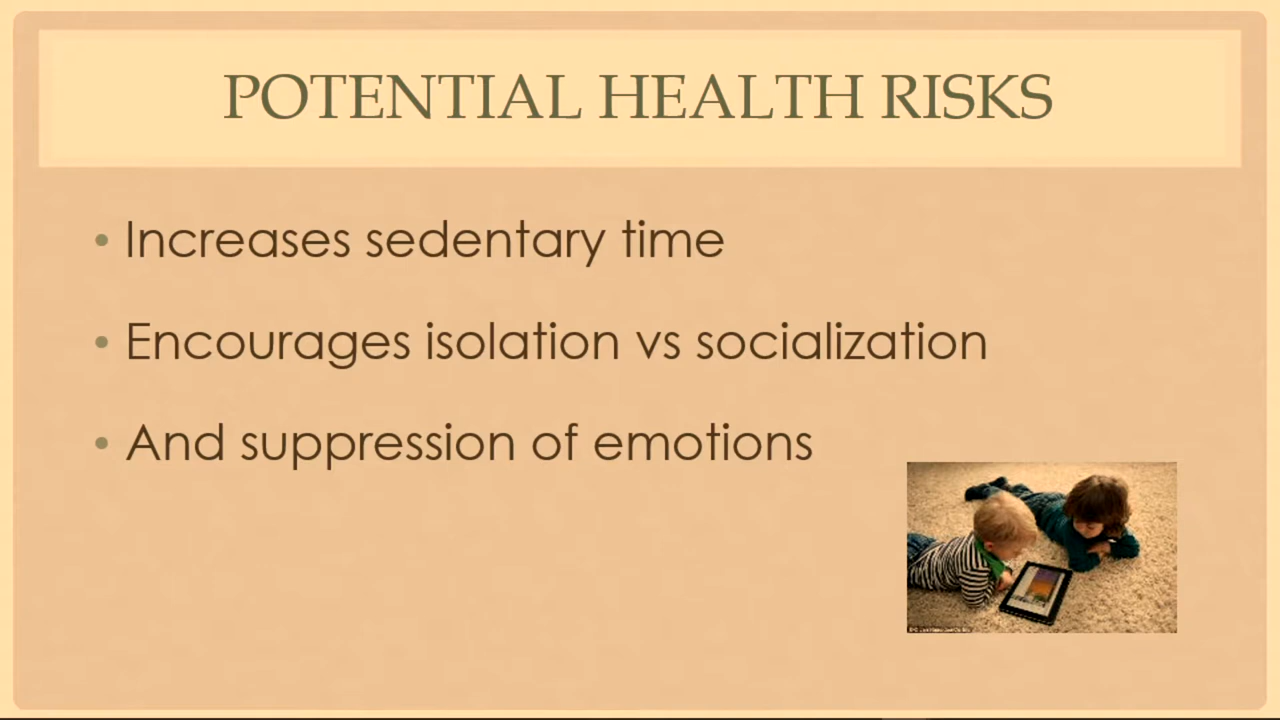 POTENTIAL HEALTH RISKS
• Increases sedentary time
• Encourages isolation vs socialization
• And suppression of emotions